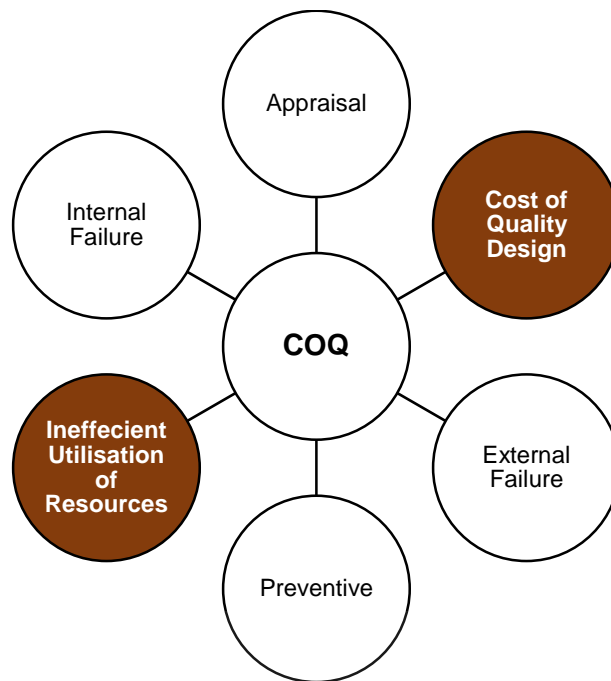 Appraisal
Cost of
Quality
Design
Internal
Failure
COQ
Ineffecient
Utilisation
of
Resources
External
Failure
Preventive